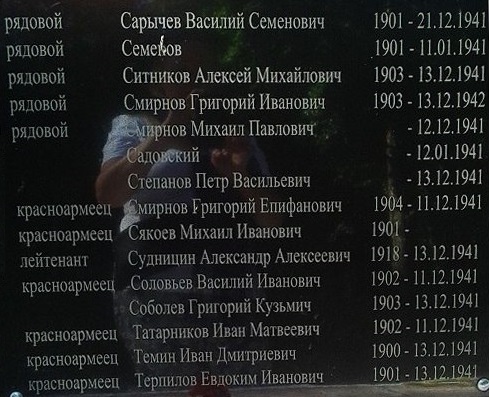 рядовой Сарычев Василий Семенович 1901 - 21.12.1941
рядовой Семенов 1901 - 11.01.1941
рядовой Ситников Алексей Михайлович 1903 - 13.12.1941
рядовой Смирнов Григорий Иванович 1903 - 13.12.1942
рядовой Смирнов Михаил Павлович - 12.12.1941
Садовский - 12.01.1941
Степанов Петр Васильевич - 13.12.1941
красноармеец Смирнов Григорий Епифанович 1904 - 11.12.1941
красноармеец Сякоев Михаил Иванович 1901 -
лейтенант Судницин Александр Алексеевич 1918 - 13.12.1941
красноармеец Соловьев Василий Иванович 1902 - 11.12.1941
Соболев Григорий Кузьмич 1903 - 13.12.1941
красноармеец Татарников Иван Матвеевич 1902 - 11.12.1941
красноармеец Темин Иван Дмитриевич 1900 - 13.12.1941
красноармеец Терпилов Евдоким Иванович 1901 - 13.12.1941